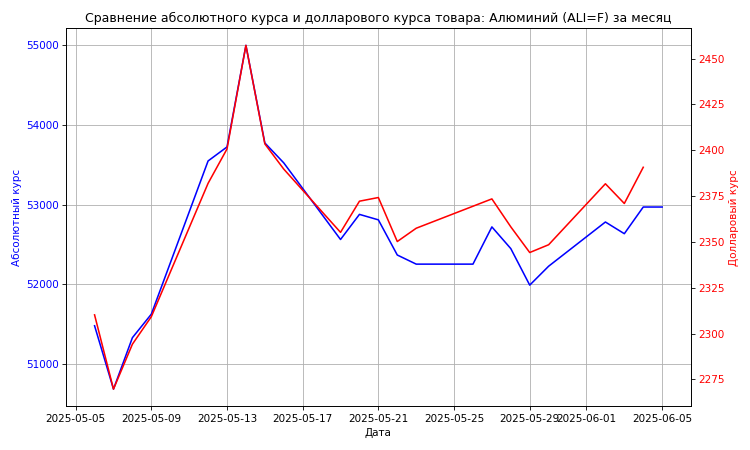 Сравнение абсолютного курса и долларового курса товара: Алюминий (ALI=F) за месяц
55000
54000
53000
52000
51000
Абсолютный курс
2450
2425
2400
2375
2350
2325
2300
2275
Долларовый курс
2025-05-05 2025-05-09 2025-05-13 2025-05-17 2025-05-21 2025-05-25 2025-05-29 2025-06-01 2025-06-05
Дата